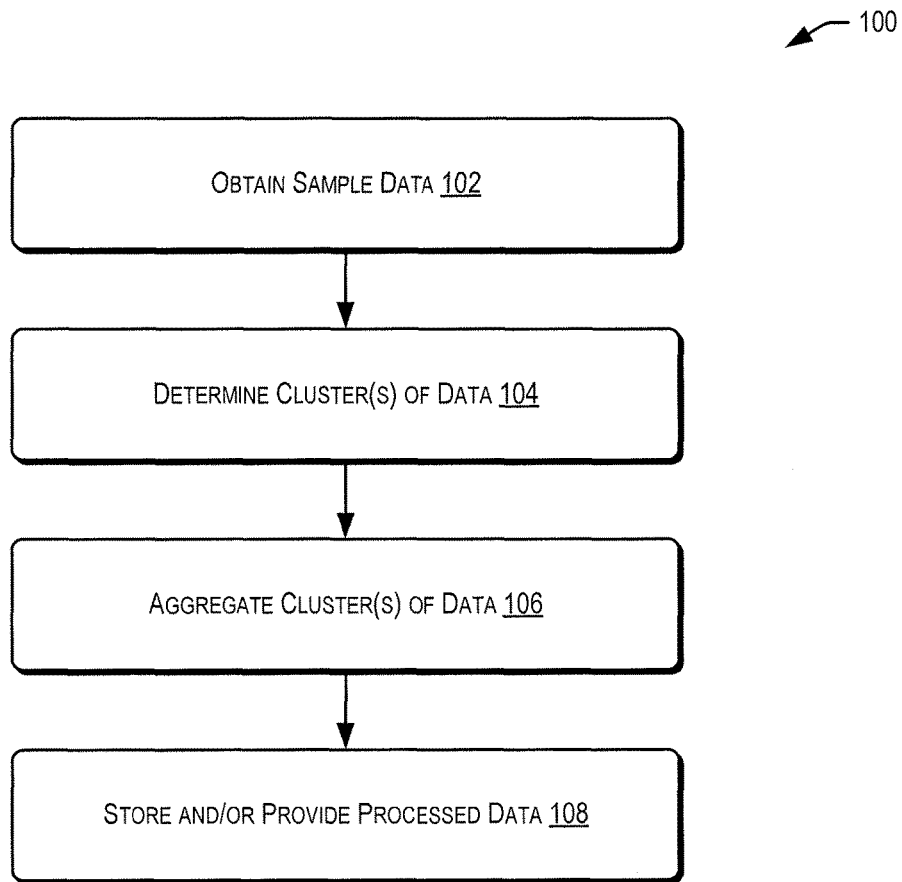 100
Obtain Sample Data 102
Determine Cluster(s) of Data 104
Aggregate Cluster(s) of Data 106
Store and/or Provide Processed Data 108